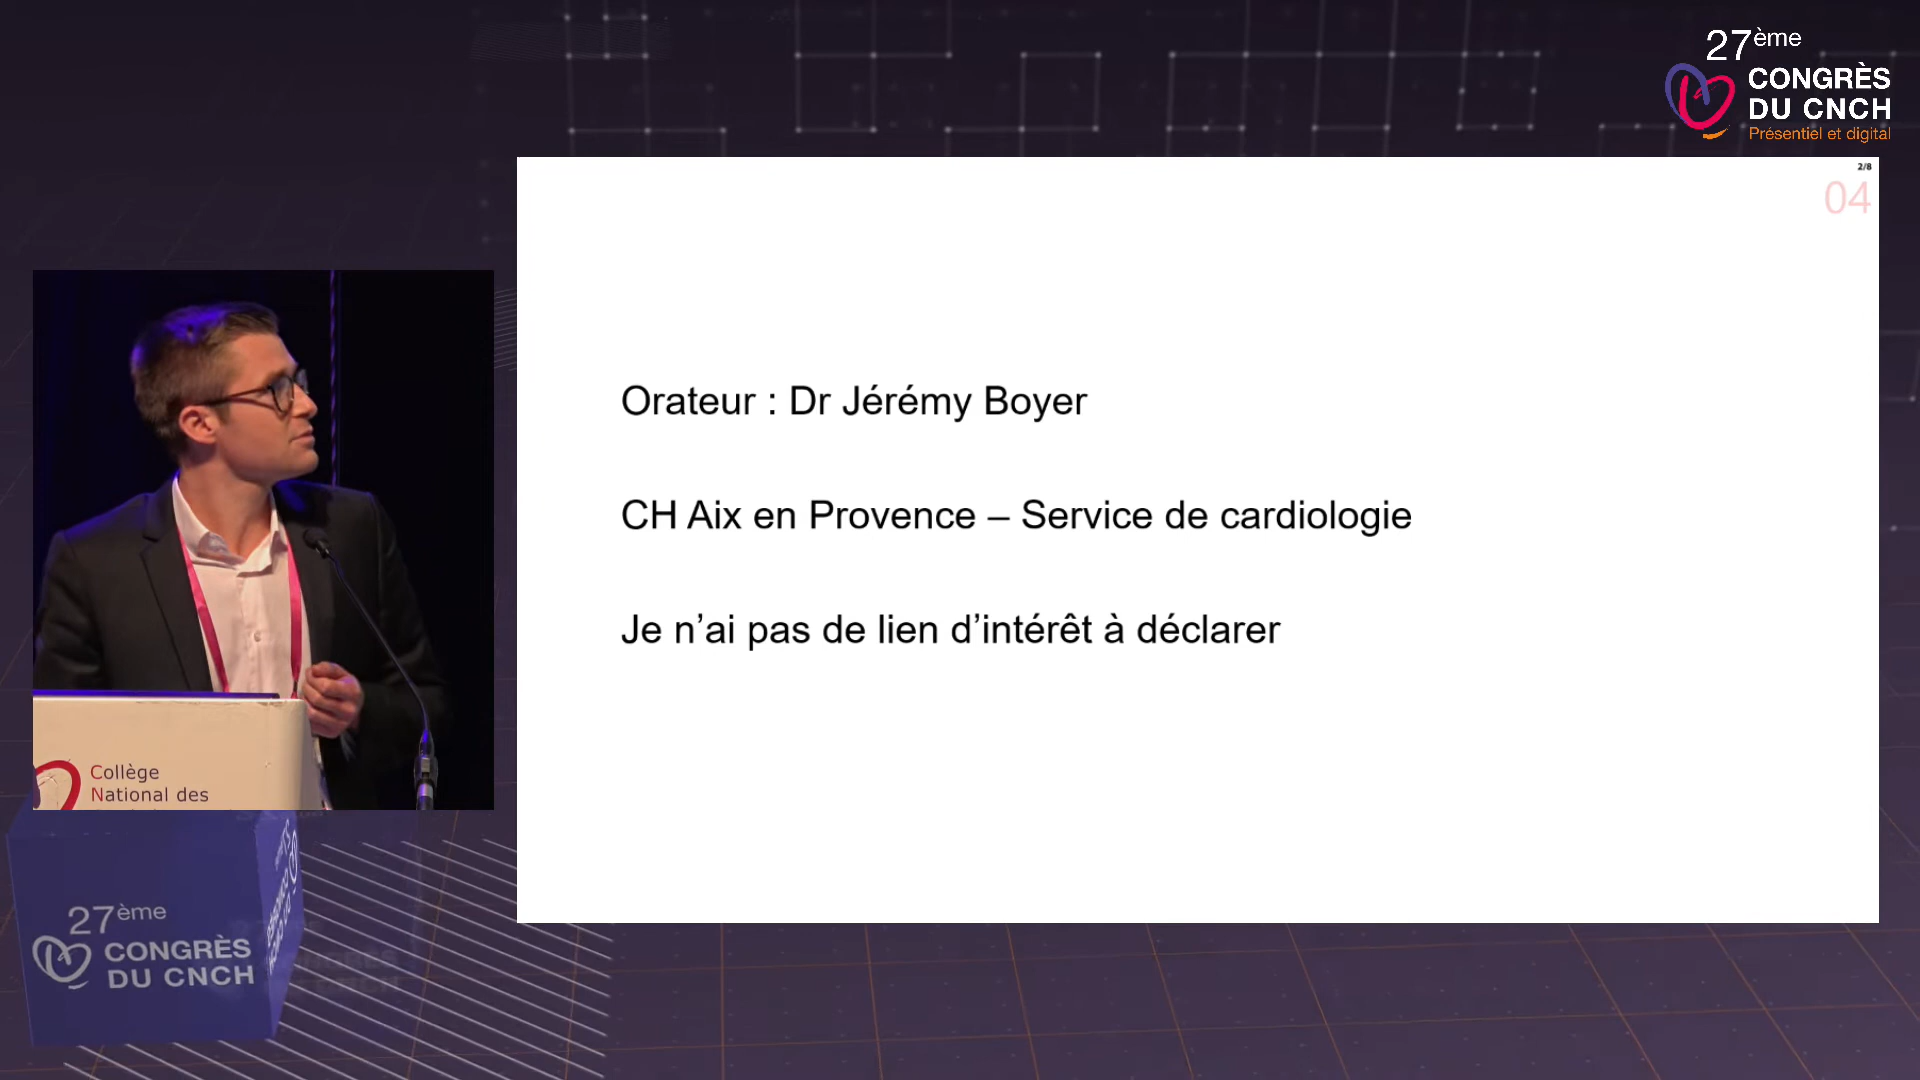 27ème
CONGRÈS
DU CNCH
Présentiel et digital
2/8
04
Orateur : Dr Jérémy Boyer
CH Aix en Provence – Service de cardiologie
Je n’ai pas de lien d’intérêt à déclarer
Collège
National des
27ème
CONGRÈS
DU CNCH